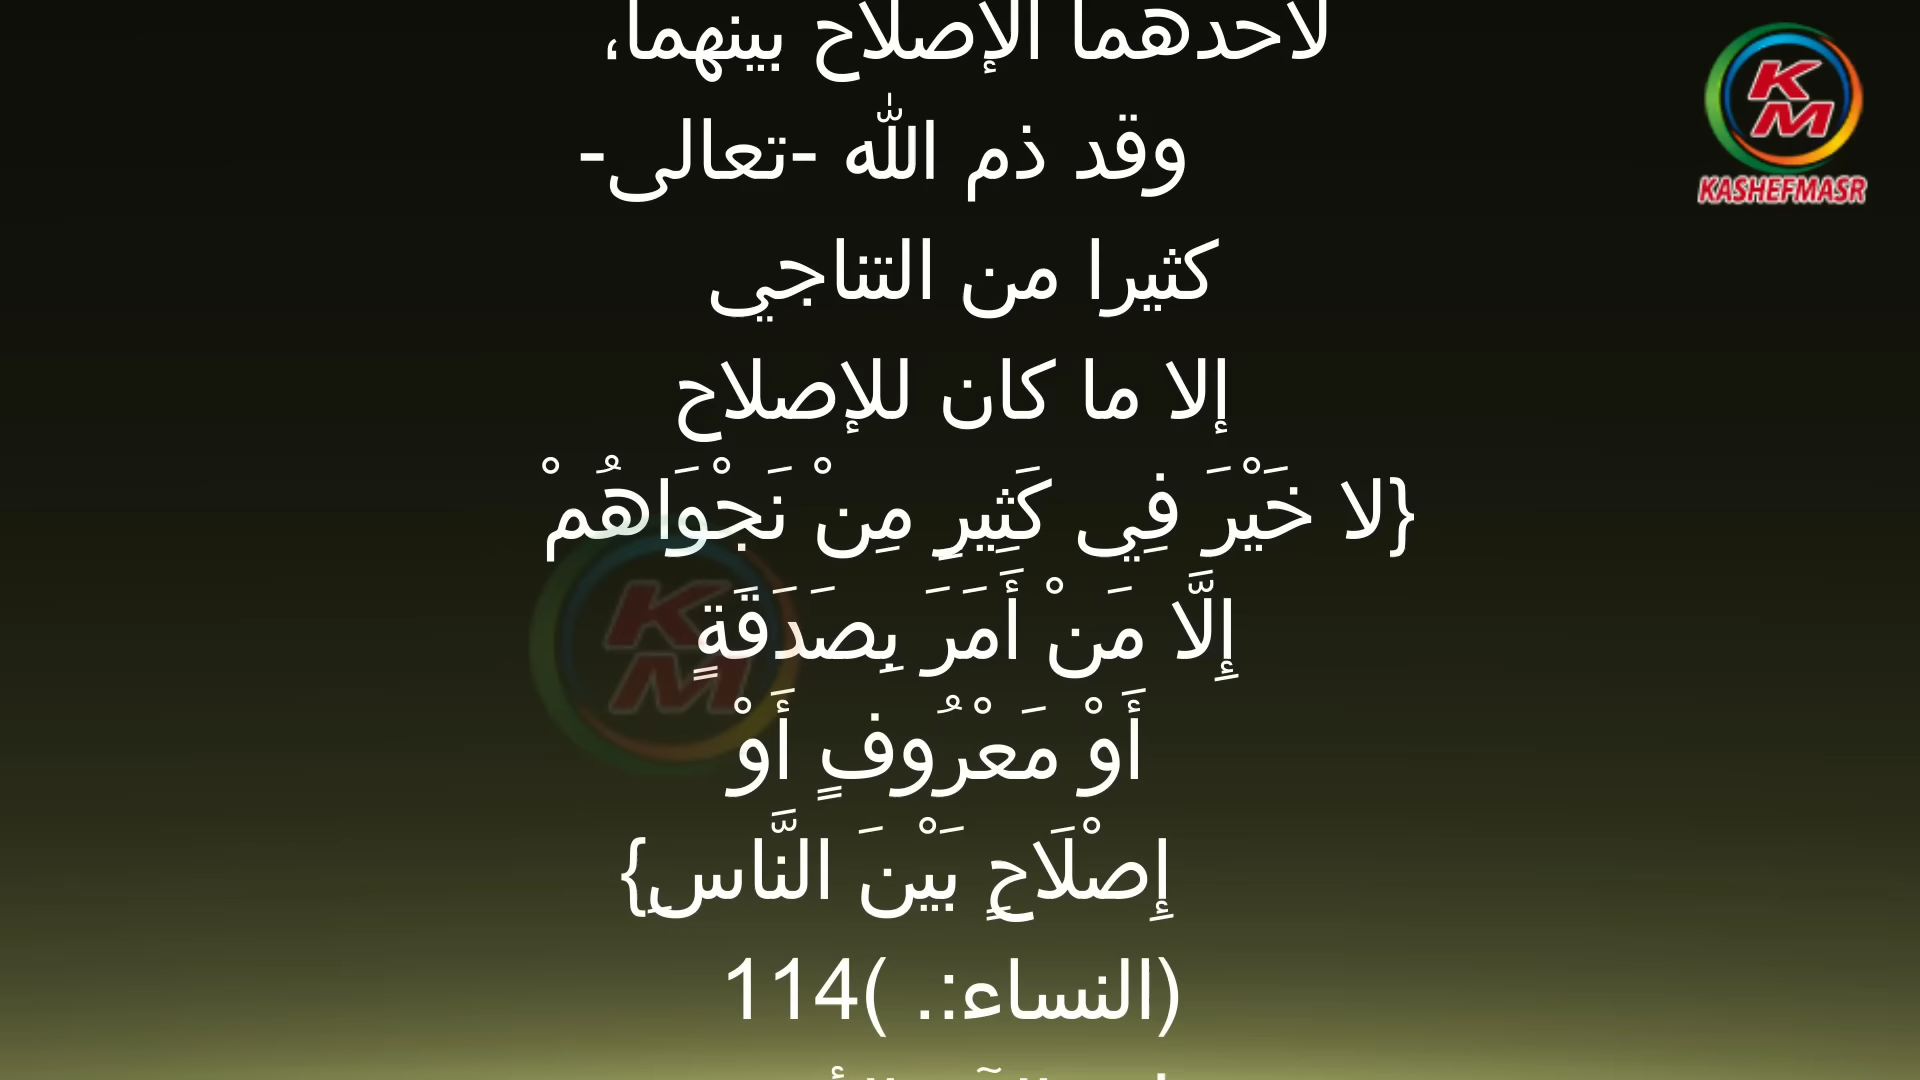 لأحدهما الإصلاح بينهما،
وقد ذم الله -تعالى-
كثيرا من التناجي
إلا ما كان للإصلاح
{لا خَيْرَ فِي كَثِيرٍ مِنْ نَجْوَاهُمْ
إِلَّا مَنْ أَمَرَ بِصَدَقَةٍ
أَوْ مَعْرُوفٍ أَوْ
إِصْلَاحٍ بَيْنَ النَّاسِ}
(النساء:. )114
KM
KASHEFMASR
KM